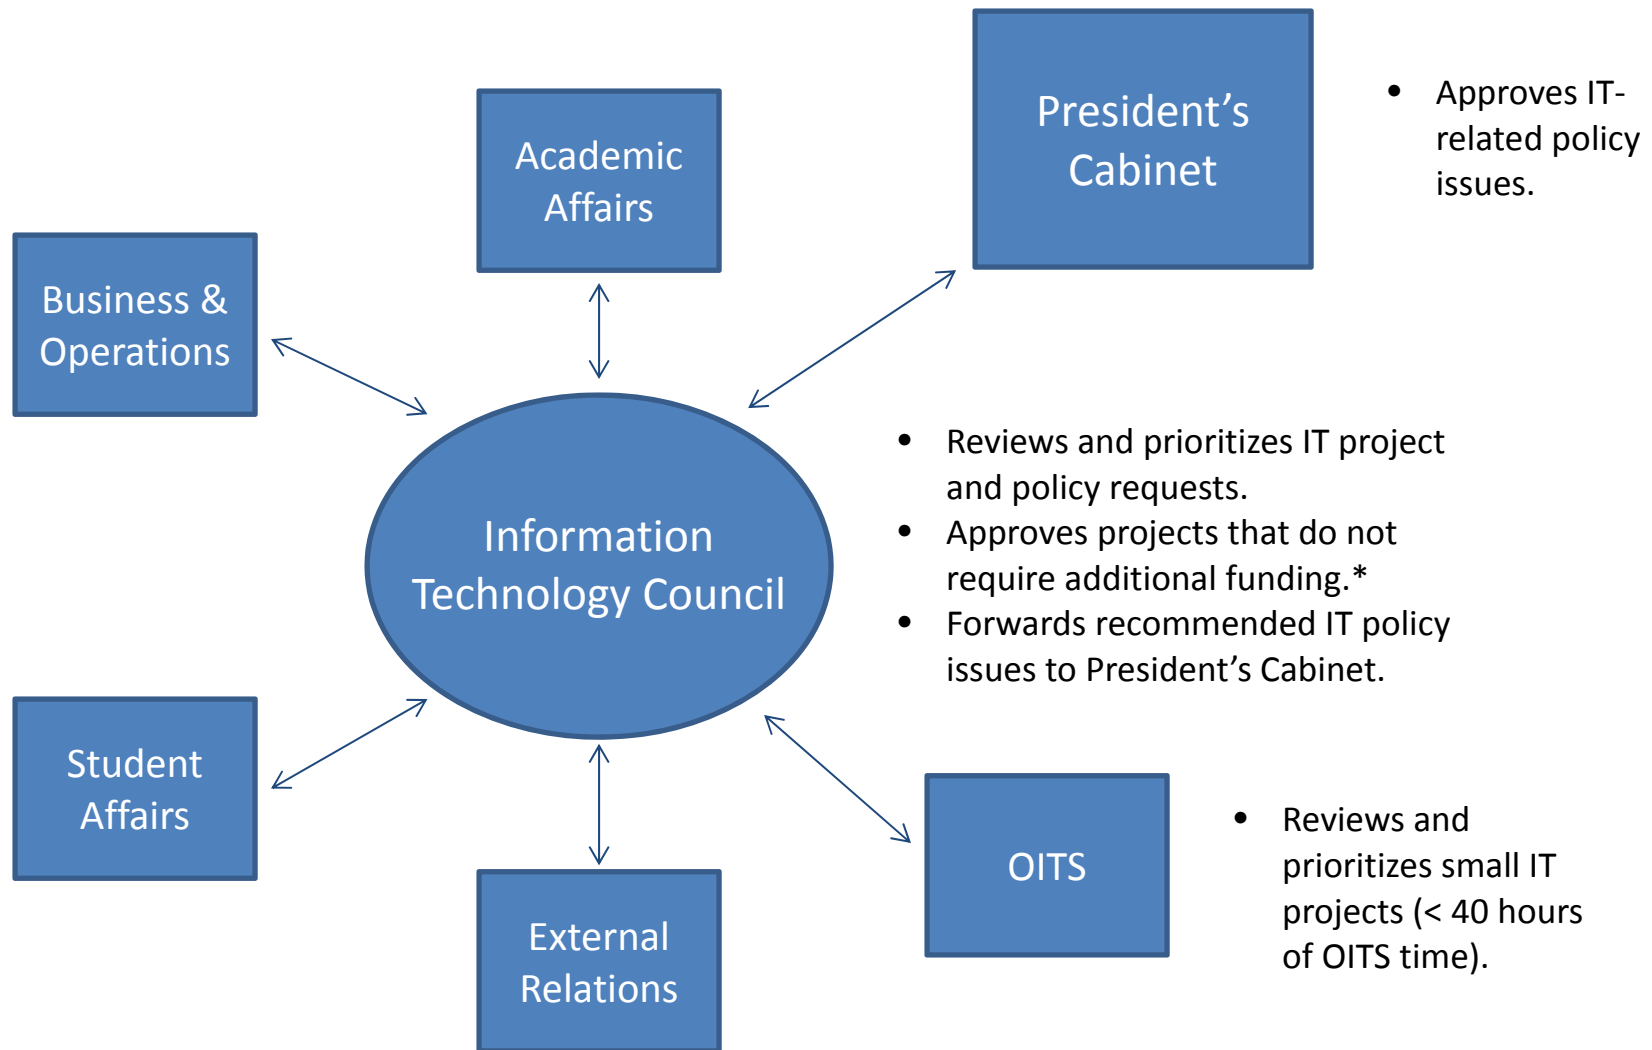 President’s
Cabinet
• Approves IT-
related policy
issues.
Academic
Affairs
Business &
Operations
Information
Technology Council
• Reviews and prioritizes IT project
and policy requests.
• Approves projects that do not
require additional funding.*
• Forwards recommended IT policy
issues to President’s Cabinet.
Student
Affairs
External
Relations
OITS
• Reviews and
prioritizes small IT
projects (< 40 hours
of OITS time).